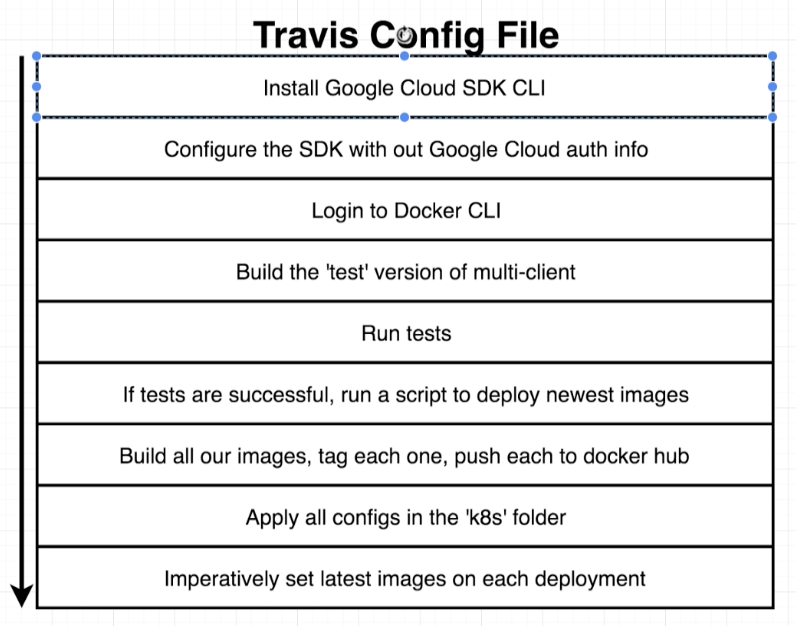 Travis Config File
Install Google Cloud SDK CLI
Configure the SDK with out Google Cloud auth info
Login to Docker CLI
Build the 'test' version of multi-client
Run tests
If tests are successful, run a script to deploy newest images
Build all our images, tag each one, push each to docker hub
Apply all configs in the 'k8s' folder
Imperatively set latest images on each deployment